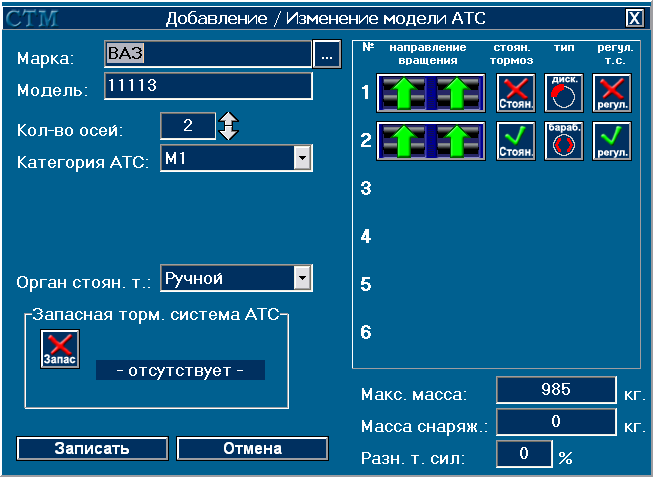 СТМ Добавление / Изменение модели АТС X
Марка: ВАЗ ...
Модель: 11113
Кол-во осей: 2
Категория АТС: М1
Орган стоян. т.: Ручной
Запасная торм. система АТС
Запас
- отсутствует -
Записать Отмена
№ направление вращения стоян. тормоз тип регул. т.с.
1 Стоян. диск. регул.
2 Стоян. бараб. регул.
3
4
5
6
Макс. масса: 985 кг.
Масса снаряж.: 0 кг.
Разн. т. сил: 0 %